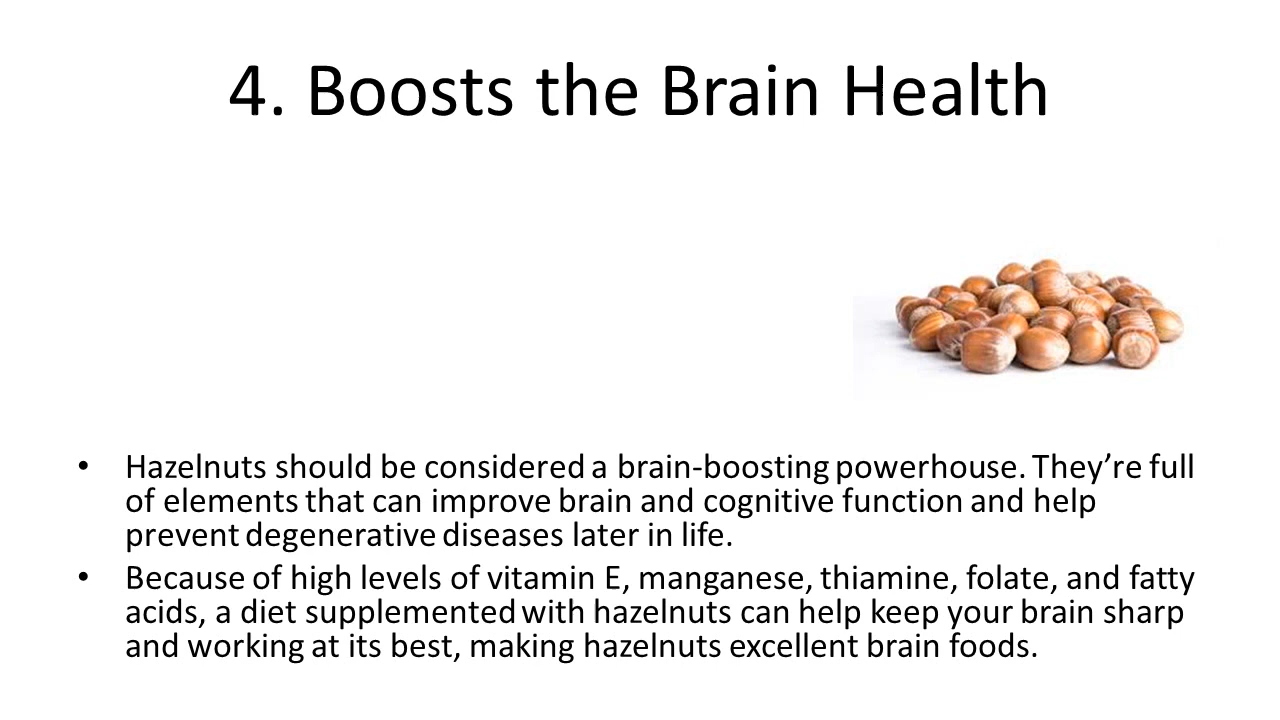 4. Boosts the Brain Health
• Hazelnuts should be considered a brain-boosting powerhouse. They’re full
of elements that can improve brain and cognitive function and help
prevent degenerative diseases later in life.
• Because of high levels of vitamin E, manganese, thiamine, folate, and fatty
acids, a diet supplemented with hazelnuts can help keep your brain sharp
and working at its best, making hazelnuts excellent brain foods.